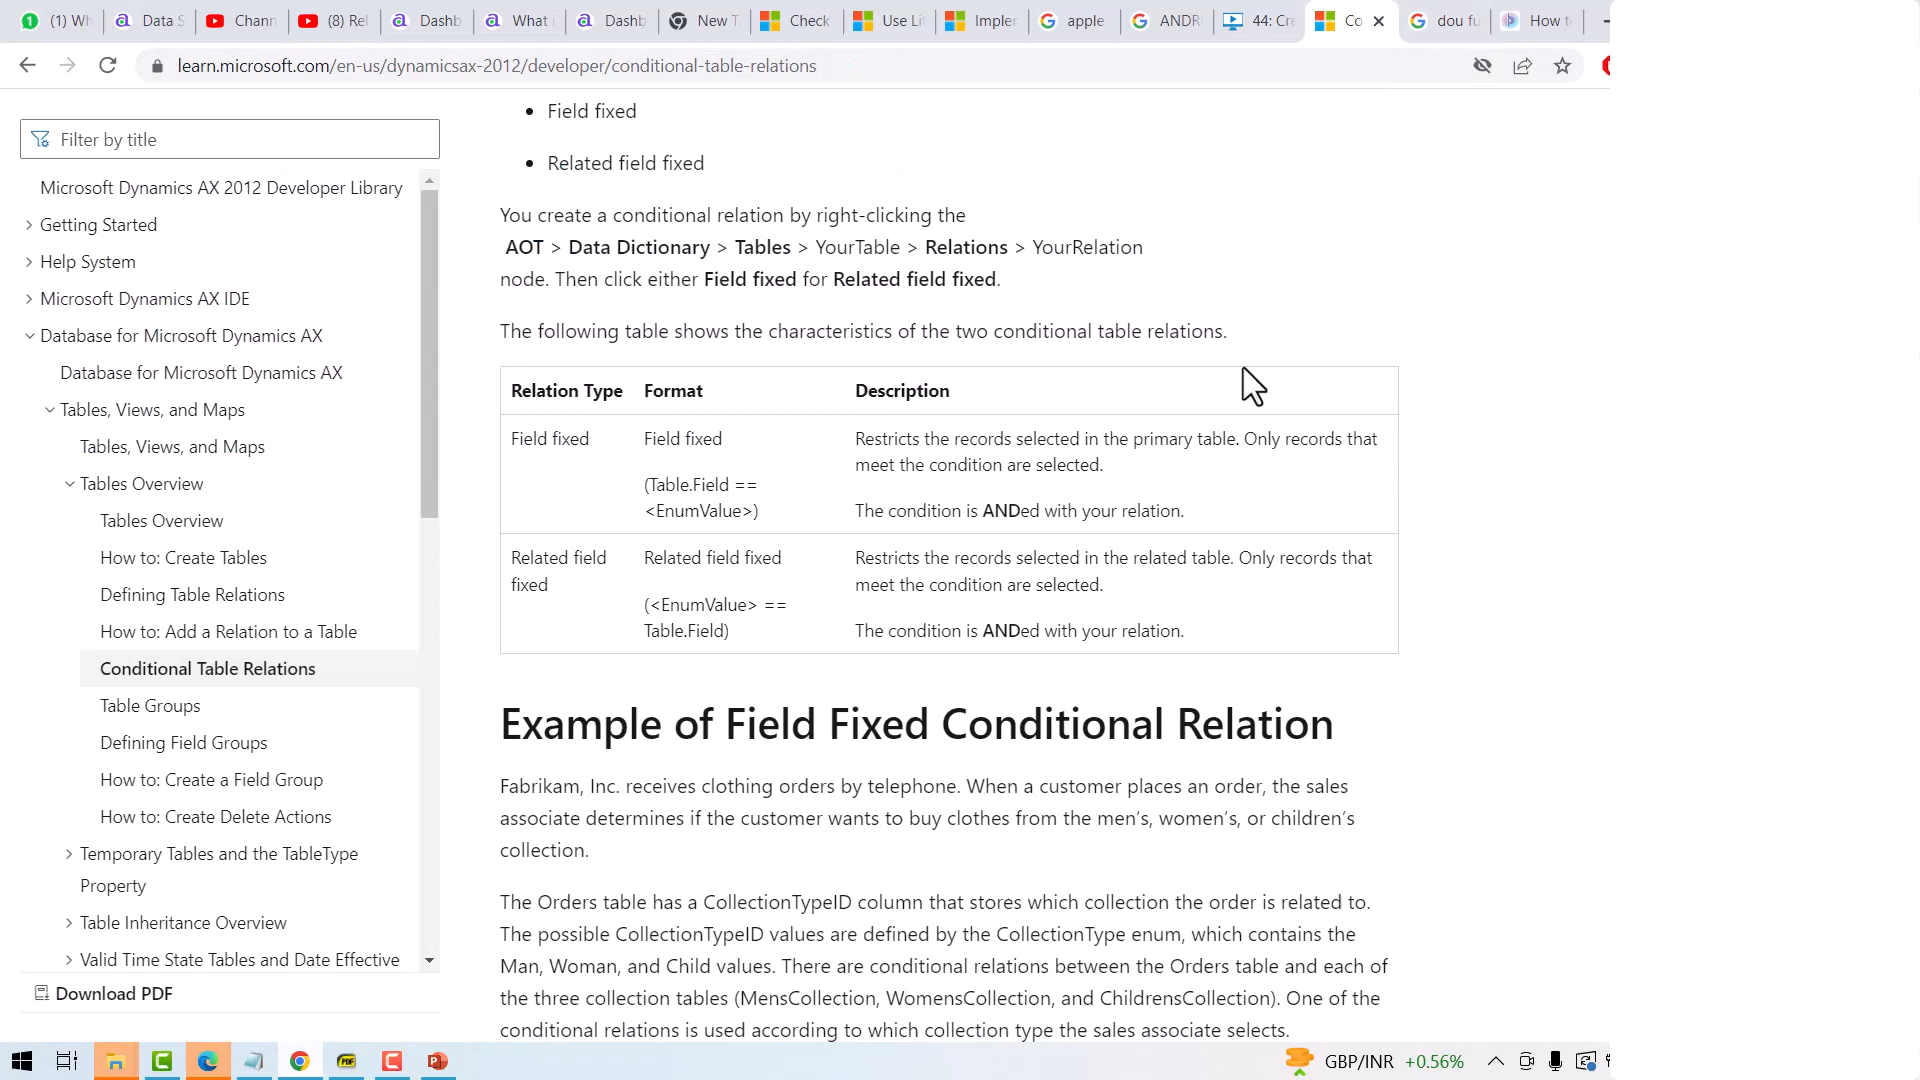 (1) Wh
Data S
Chann
(8) Rel
Dashb
What i
Dashb
New T
Check
Use Li
Implem
apple
ANDR
44: Cre
Co
dou fu
How to
learn.microsoft.com/en-us/dynamicsax-2012/developer/conditional-table-relations
Filter by title
Microsoft Dynamics AX 2012 Developer Library
Getting Started
Help System
Microsoft Dynamics AX IDE
Database for Microsoft Dynamics AX
Database for Microsoft Dynamics AX
Tables, Views, and Maps
Tables, Views, and Maps
Tables Overview
Tables Overview
How to: Create Tables
Defining Table Relations
How to: Add a Relation to a Table
Conditional Table Relations
Table Groups
Defining Field Groups
How to: Create a Field Group
How to: Create Delete Actions
Temporary Tables and the TableType
Property
Table Inheritance Overview
Valid Time State Tables and Date Effective
Download PDF
• Field fixed
• Related field fixed
You create a conditional relation by right-clicking the
AOT > Data Dictionary > Tables > YourTable > Relations > YourRelation
node. Then click either Field fixed for Related field fixed.
The following table shows the characteristics of the two conditional table relations.
Relation Type Format Description
Field fixed
Field fixed
(Table.Field ==
<EnumValue>)
Restricts the records selected in the primary table. Only records that
meet the condition are selected.
The condition is ANDed with your relation.
Related field
fixed
Related field fixed
(<EnumValue> ==
Table.Field)
Restricts the records selected in the related table. Only records that
meet the condition are selected.
The condition is ANDed with your relation.
Example of Field Fixed Conditional Relation
Fabrikam, Inc. receives clothing orders by telephone. When a customer places an order, the sales
associate determines if the customer wants to buy clothes from the men's, women's, or children's
collection.
The Orders table has a CollectionTypeID column that stores which collection the order is related to.
The possible CollectionTypeID values are defined by the CollectionType enum, which contains the
Man, Woman, and Child values. There are conditional relations between the Orders table and each of
the three collection tables (MensCollection, WomensCollection, and ChildrensCollection). One of the
conditional relations is used according to which collection type the sales associate selects.
PDF
GBP/INR +0.56%